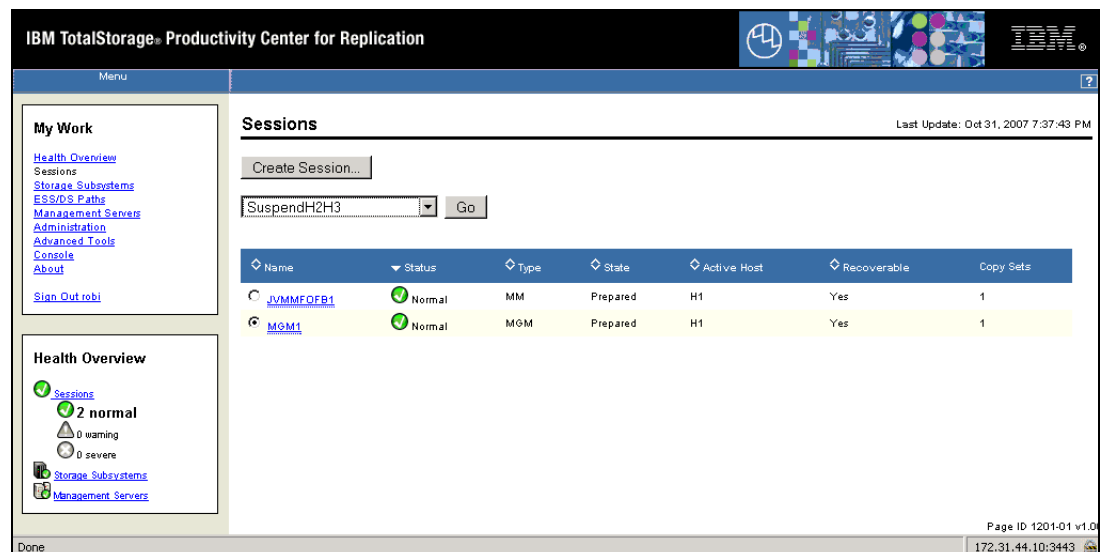 IBM TotalStorage® Productivity Center for Replication
IBM®
Menu
?
My Work
Health Overview
Sessions
Storage Subsystems
ESS/DS Paths
Management Servers
Administration
Advanced Tools
Console
About
Sign Out robi
Health Overview
Sessions
2 normal
0 warning
0 severe
Storage Subsystems
Management Servers
Sessions
Last Update: Oct 31, 2007 7:37:43 PM
Create Session...
SuspendH2H3 Go
Name Status Type State Active Host Recoverable Copy Sets
JVMMFOFB1 Normal MM Prepared H1 Yes 1
MGM1 Normal MGM Prepared H1 Yes 1
Page ID 1201-01 v1.0
Done
172.31.44.10:3443